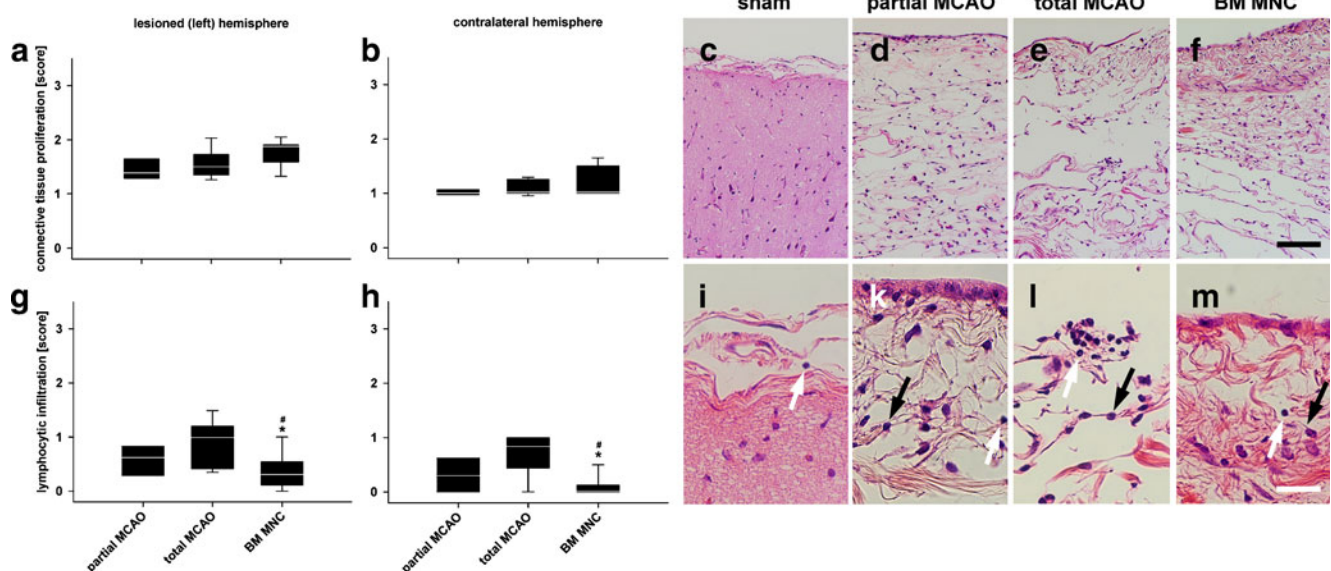 lesioned (left) hemisphere
contralateral hemisphere
sham
partial MCAO
total MCAO
BM MNC
a
connective tissue proliferation [score]
3
2
1
0
b
3
2
1
0
c
d
e
f
g
lymphocytic infiltration [score]
3
2
1
0
#
*
partial MCAO
total MCAO
BM MNC
h
3
2
1
0
#
*
partial MCAO
total MCAO
BM MNC
i
k
l
m